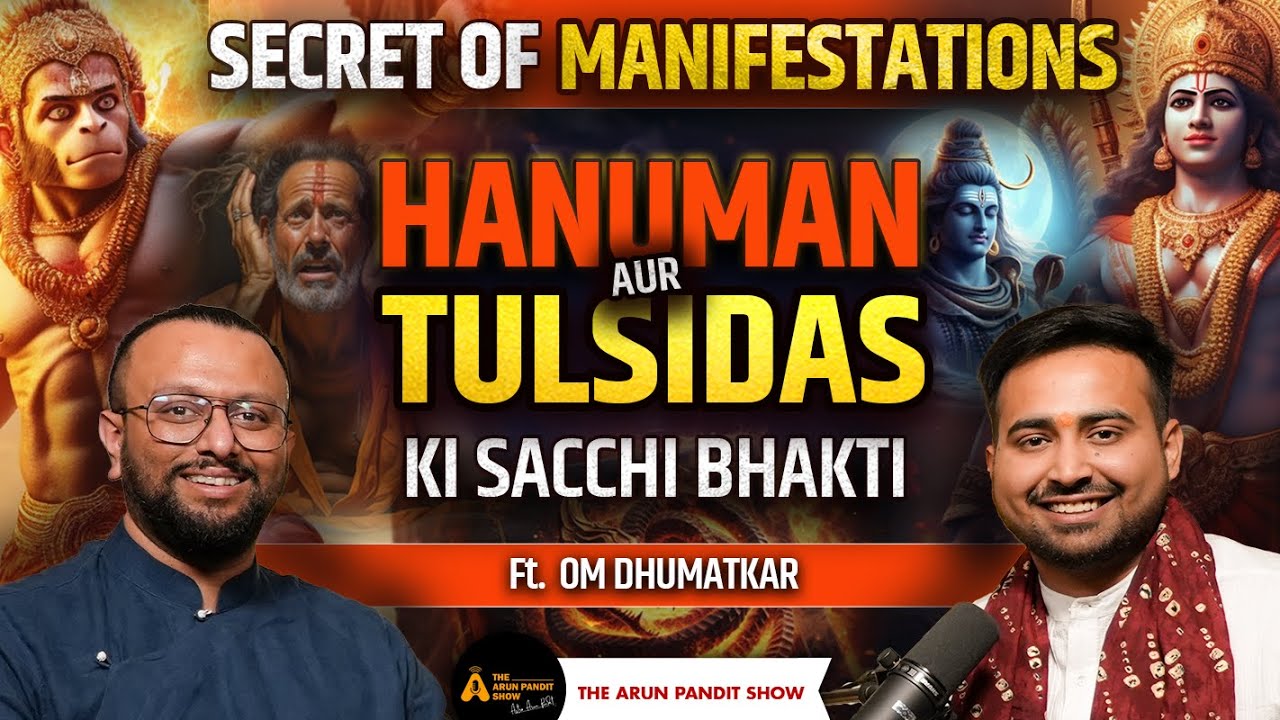 SECRET OF MANIFESTATIONS
HANUMAN
AUR
TULSIDAS
KI SACCHI BHAKTI
Ft. OM DHUMATKAR
THE
ARUN PANDIT
SHOW
THE ARUN PANDIT SHOW